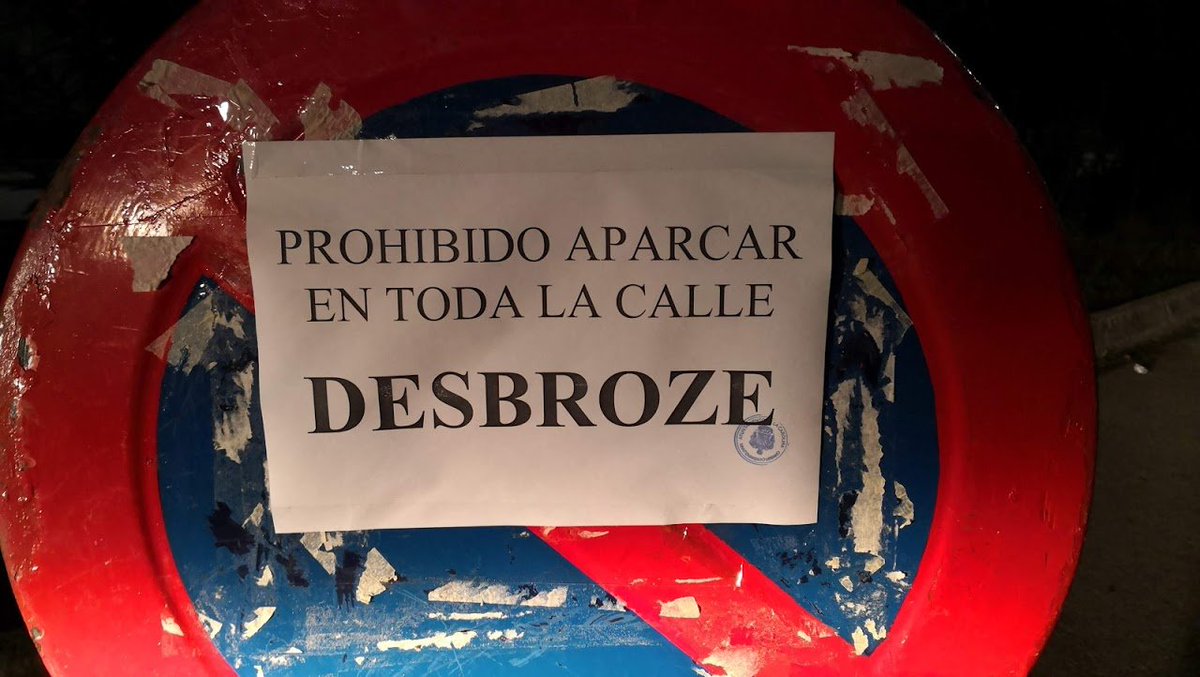 PROHIBIDO APARCAR
EN TODA LA CALLE
DESBROZE